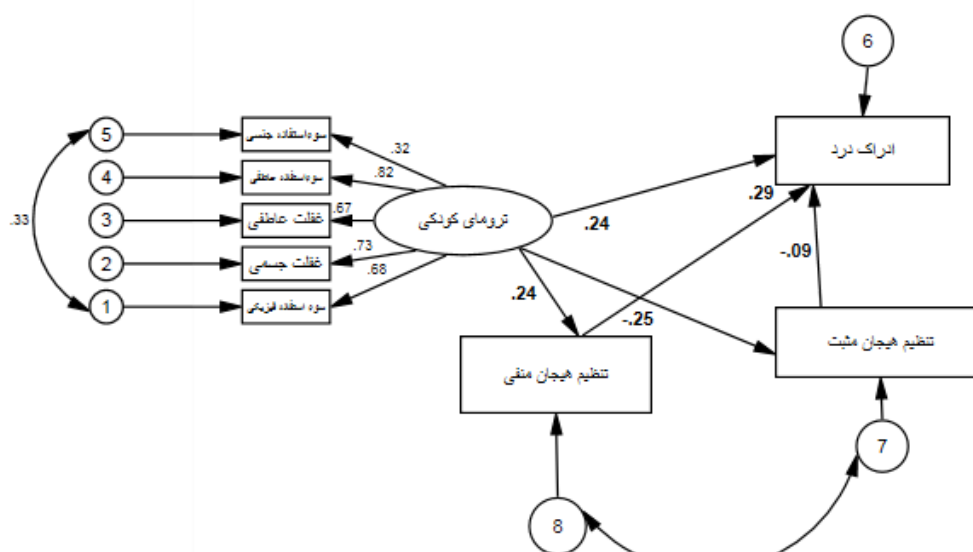 6
5
سوءاستفاده جنسی
.32
ادراک درد
4
سوءاستفاده عاطفی
.82
.29
.33
3
غفلت عاطفی
.67
ترومای کودکی
.24
2
غفلت جسمی
.73
-.09
.68
1
سوء استفاده فیزیکی
.24
-.25
تنظیم هیجان مثبت
تنظیم هیجان منفی
7
8